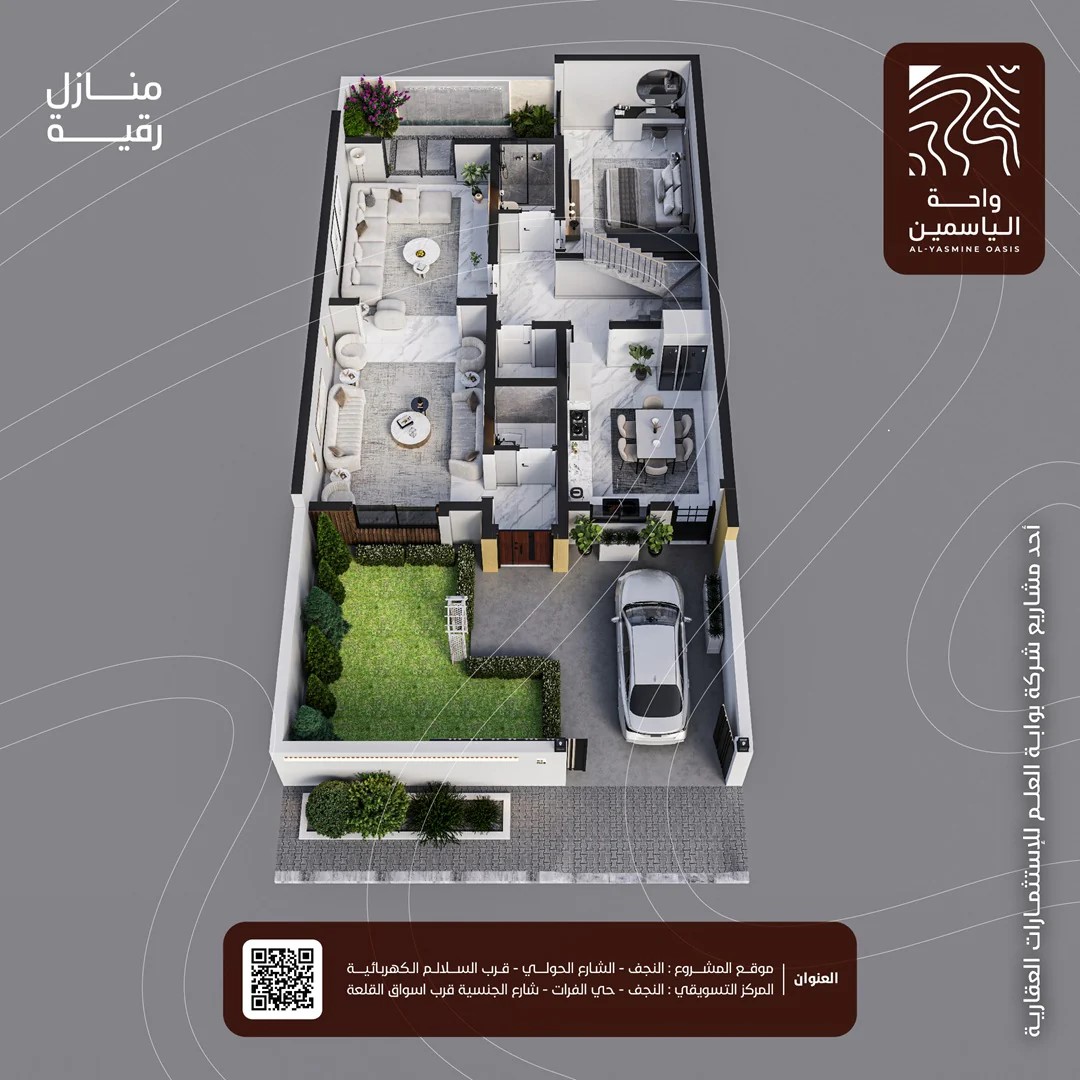 منازل
رقية
واحة
الياسمين
AL-YASMINE OASIS
أحد مشاريع شركة بوابة العلم للإستثمارات العقارية
العنوان
موقع المشروع : النجف - الشارع الحولي - قرب السلالم الكهربائية
المركز التسويقي : النجف - حي الفرات - شارع الجنسية قرب اسواق القلعة